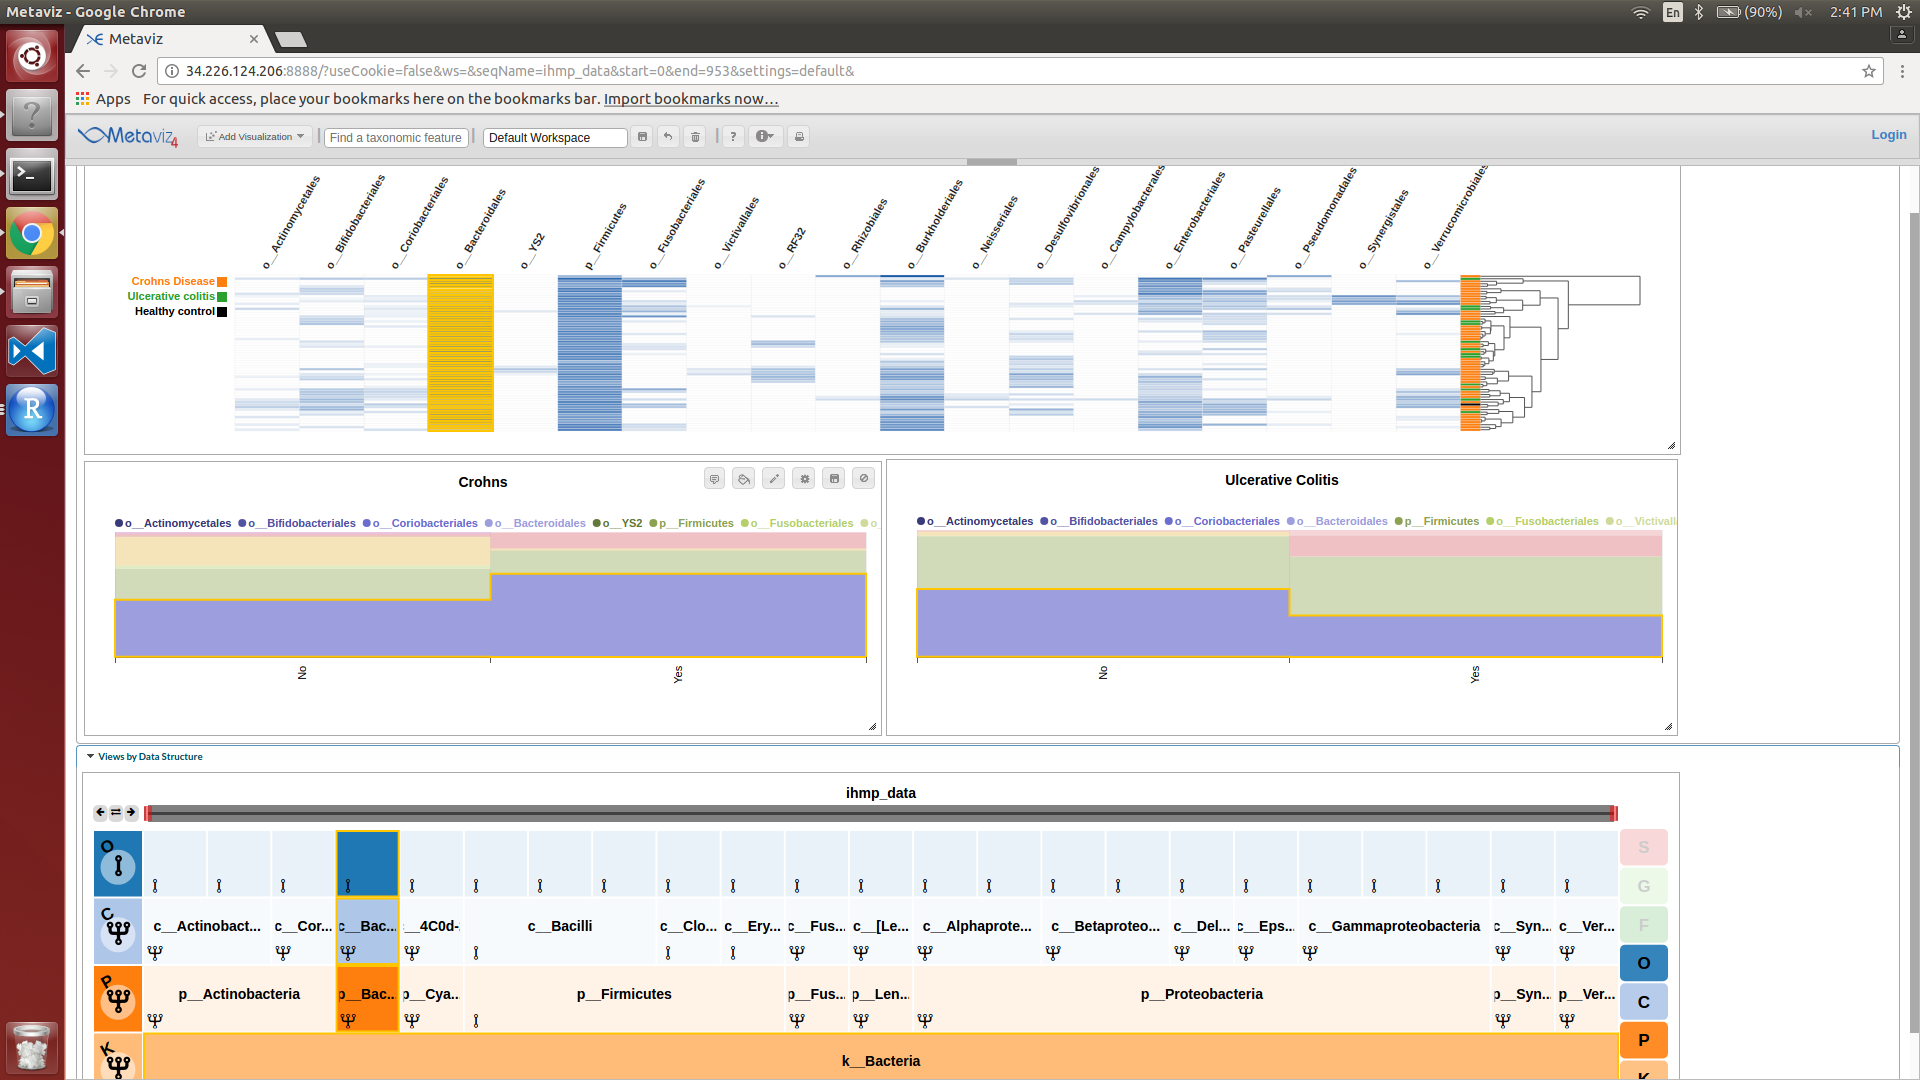 Metaviz - Google Chrome
En (90%) 2:41 PM
Metaviz
34.226.124.206:8888/?useCookie=false&ws=&seqName=ihmp_data&start=0&end=953&settings=default&
Apps For quick access, place your bookmarks here on the bookmarks bar. Import bookmarks now…
Metaviz 4 Add Visualization Find a taxonomic feature Default Workspace ? Login
o__Actinomycetales
o__Bifidobacteriales
o__Coriobacteriales
o__Bacteroidales
o__YS2
p__Firmicutes
o__Fusobacteriales
o__Victivallales
o__RF32
o__Rhizobiales
o__Burkholderiales
o__Neisseriales
o__Desulfovibrionales
o__Campylobacterales
o__Enterobacteriales
o__Pasteurellales
o__Pseudomonadales
o__Synergistales
o__Verrucomicrobiales
Crohns Disease
Ulcerative colitis
Healthy control
Crohns
o__Actinomycetales o__Bifidobacteriales o__Coriobacteriales o__Bacteroidales o__YS2 p__Firmicutes o__Fusobacteriales o_
No Yes
Ulcerative Colitis
o__Actinomycetales o__Bifidobacteriales o__Coriobacteriales o__Bacteroidales p__Firmicutes o__Fusobacteriales o__Victivall
No Yes
Views by Data Structure
ihmp_data
O
S
G
C c__Actinobact... c__Cor... c__Bac... __4C0d- c__Bacilli c__Clo... c__Ery... c__Fus... c__[Le... c__Alphaprote... c__Betaproteo... c__Del... c__Eps... c__Gammaproteobacteria c__Syn... c__Ver...
F
O
P p__Actinobacteria p__Bac... p__Cya... p__Firmicutes p__Fus... p__Len... p__Proteobacteria p__Syn... p__Ver...
C
P
K k__Bacteria
K